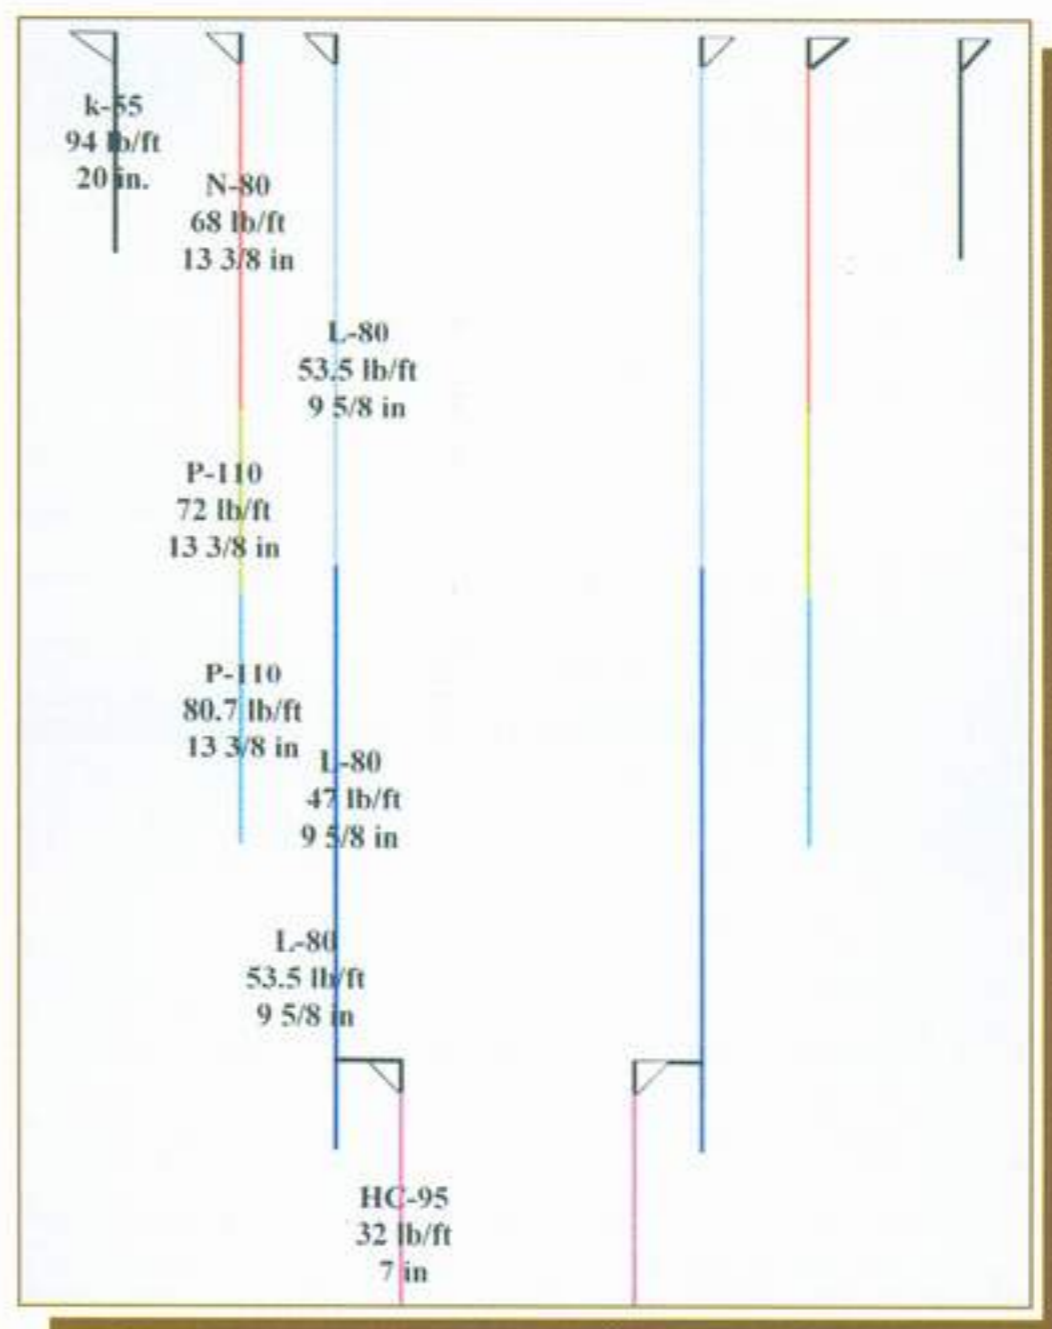 k-55
94 lb/ft
20 in.
N-80
68 lb/ft
13 3/8 in
L-80
53.5 lb/ft
9 5/8 in
P-110
72 lb/ft
13 3/8 in
P-110
80.7 lb/ft
13 3/8 in
L-80
47 lb/ft
9 5/8 in
L-80
53.5 lb/ft
9 5/8 in
HC-95
32 lb/ft
7 in